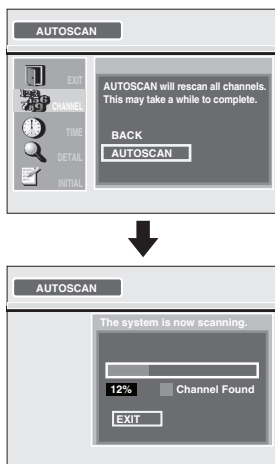 AUTOSCAN
EXIT
CHANNEL
TIME
DETAIL
INITIAL
AUTOSCAN will rescan all channels.
This may take a while to complete.
BACK
AUTOSCAN
AUTOSCAN
The system is now scanning.
12% Channel Found
EXIT